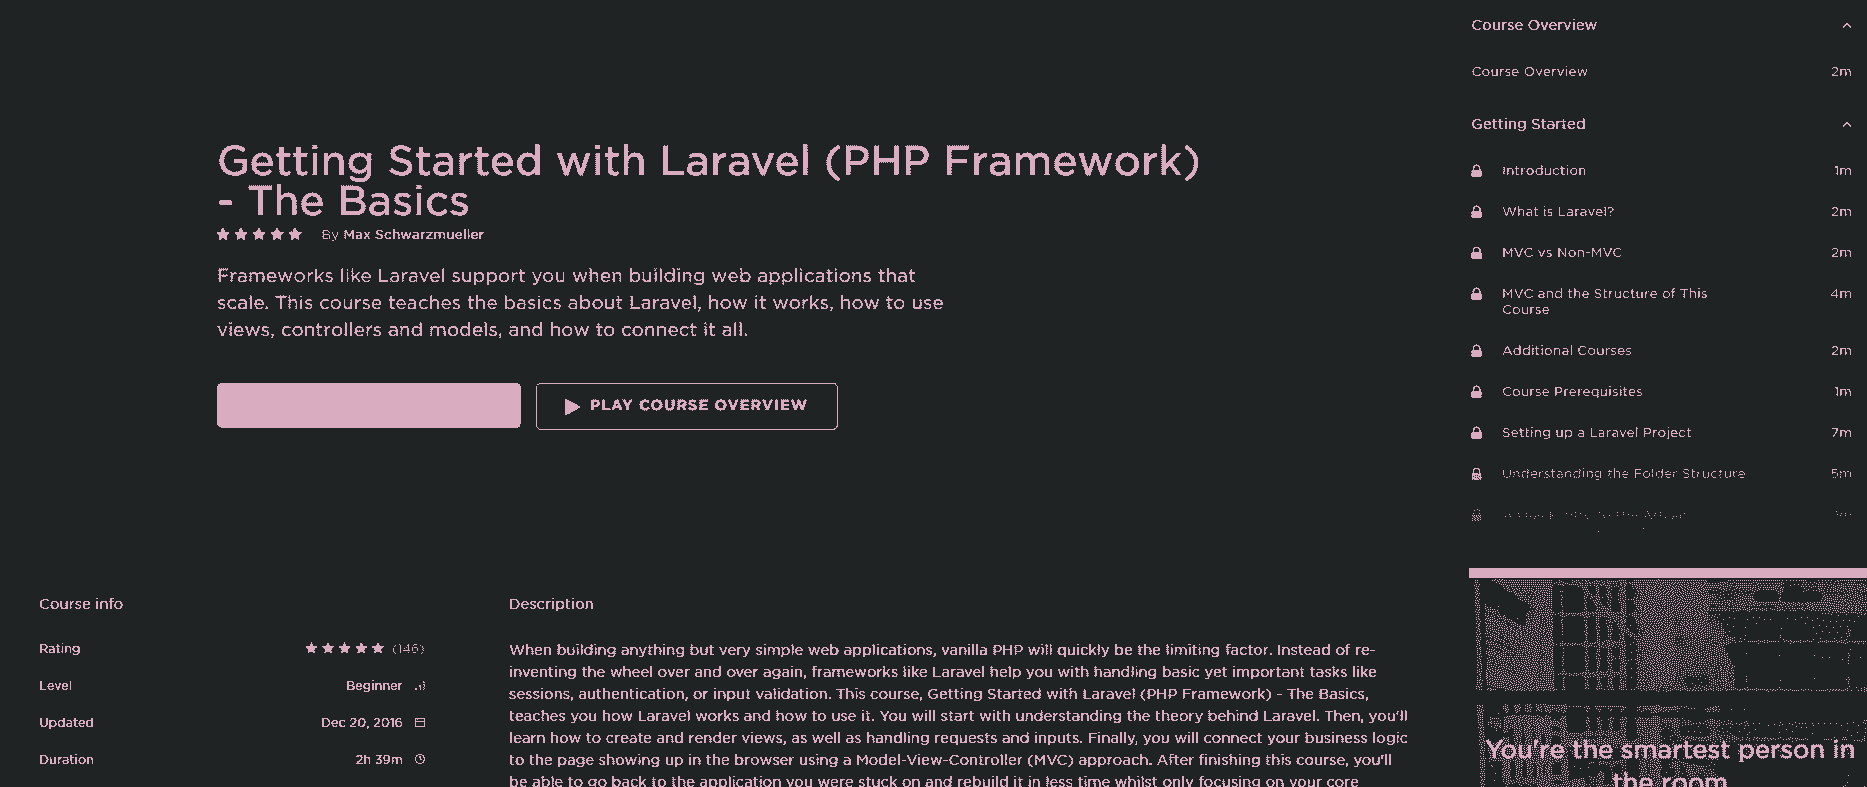 Getting Started with Laravel (PHP Framework)
- The Basics
By Max Schwarzmueller
Frameworks like Laravel support you when building web applications that
scale. This course teaches the basics about Laravel, how it works, how to use
views, controllers and models, and how to connect it all.
PLAY COURSE OVERVIEW
Course info
Rating (146)
Level Beginner
Updated Dec 20, 2016
Duration 2h 39m
Description
When building anything but very simple web applications, vanilla PHP will quickly be the limiting factor. Instead of re-
inventing the wheel over and over again, frameworks like Laravel help you with handling basic yet important tasks like
sessions, authentication, or input validation. This course, Getting Started with Laravel (PHP Framework) - The Basics,
teaches you how Laravel works and how to use it. You will start with understanding the theory behind Laravel. Then, you'll
learn how to create and render views, as well as handling requests and inputs. Finally, you will connect your business logic
to the page showing up in the browser using a Model-View-Controller (MVC) approach. After finishing this course, you'll
be able to go back to the application you were stuck on and rebuild it in less time whilst only focusing on your core
Course Overview
Course Overview 2m
Getting Started
Introduction 1m
What is Laravel? 2m
MVC vs Non-MVC 2m
MVC and the Structure of This 4m
Course
Additional Courses 2m
Course Prerequisites 1m
Setting up a Laravel Project 7m
Understanding the Folder Structure 5m
You're the smartest person in
the room